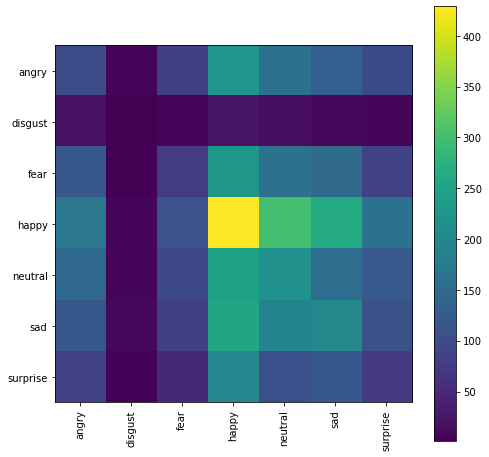 angry
disgust
fear
happy
neutral
sad
surprise
angry
disgust
fear
happy
neutral
sad
surprise
400
350
300
250
200
150
100
50